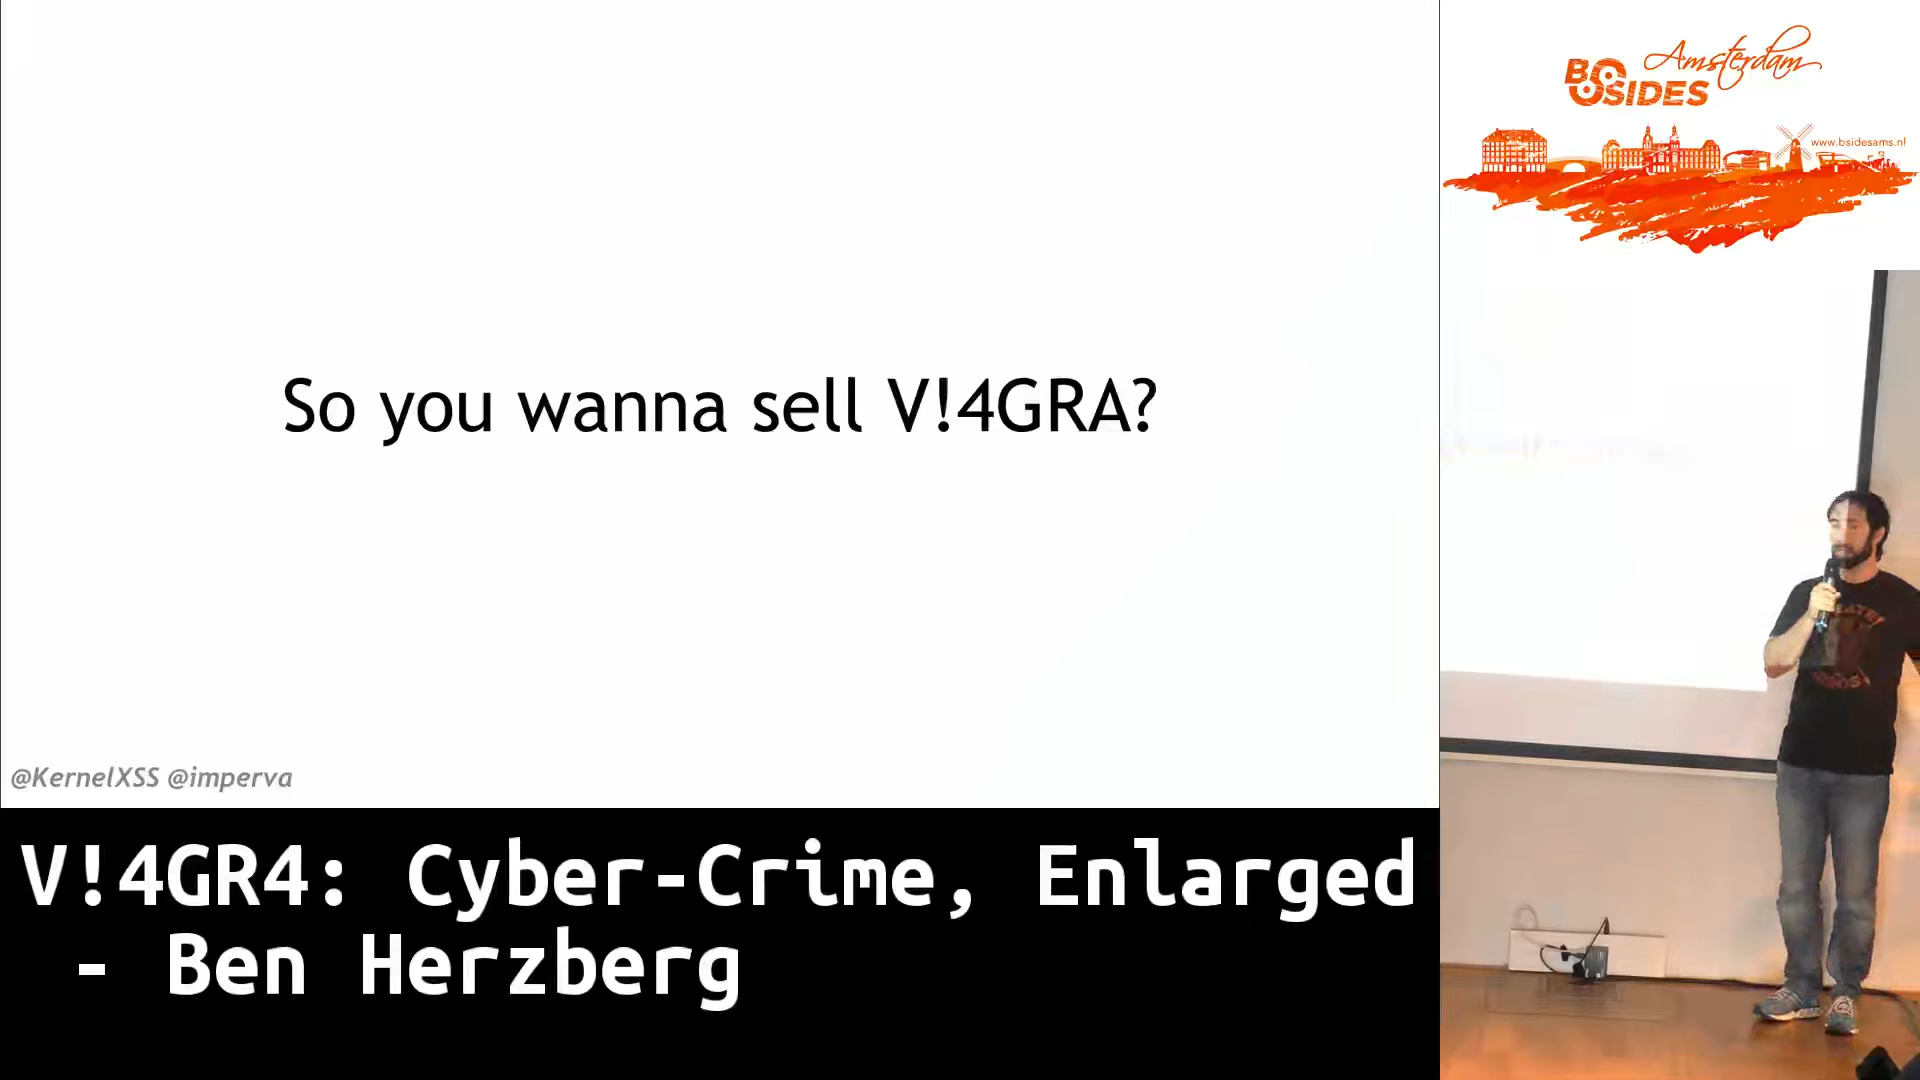 So you wanna sell V!4GRA?
@KernelXSS @imperva
V!4GR4: Cyber-Crime, Enlarged
- Ben Herzberg
BSIDES Amsterdam
www.bsidesams.nl